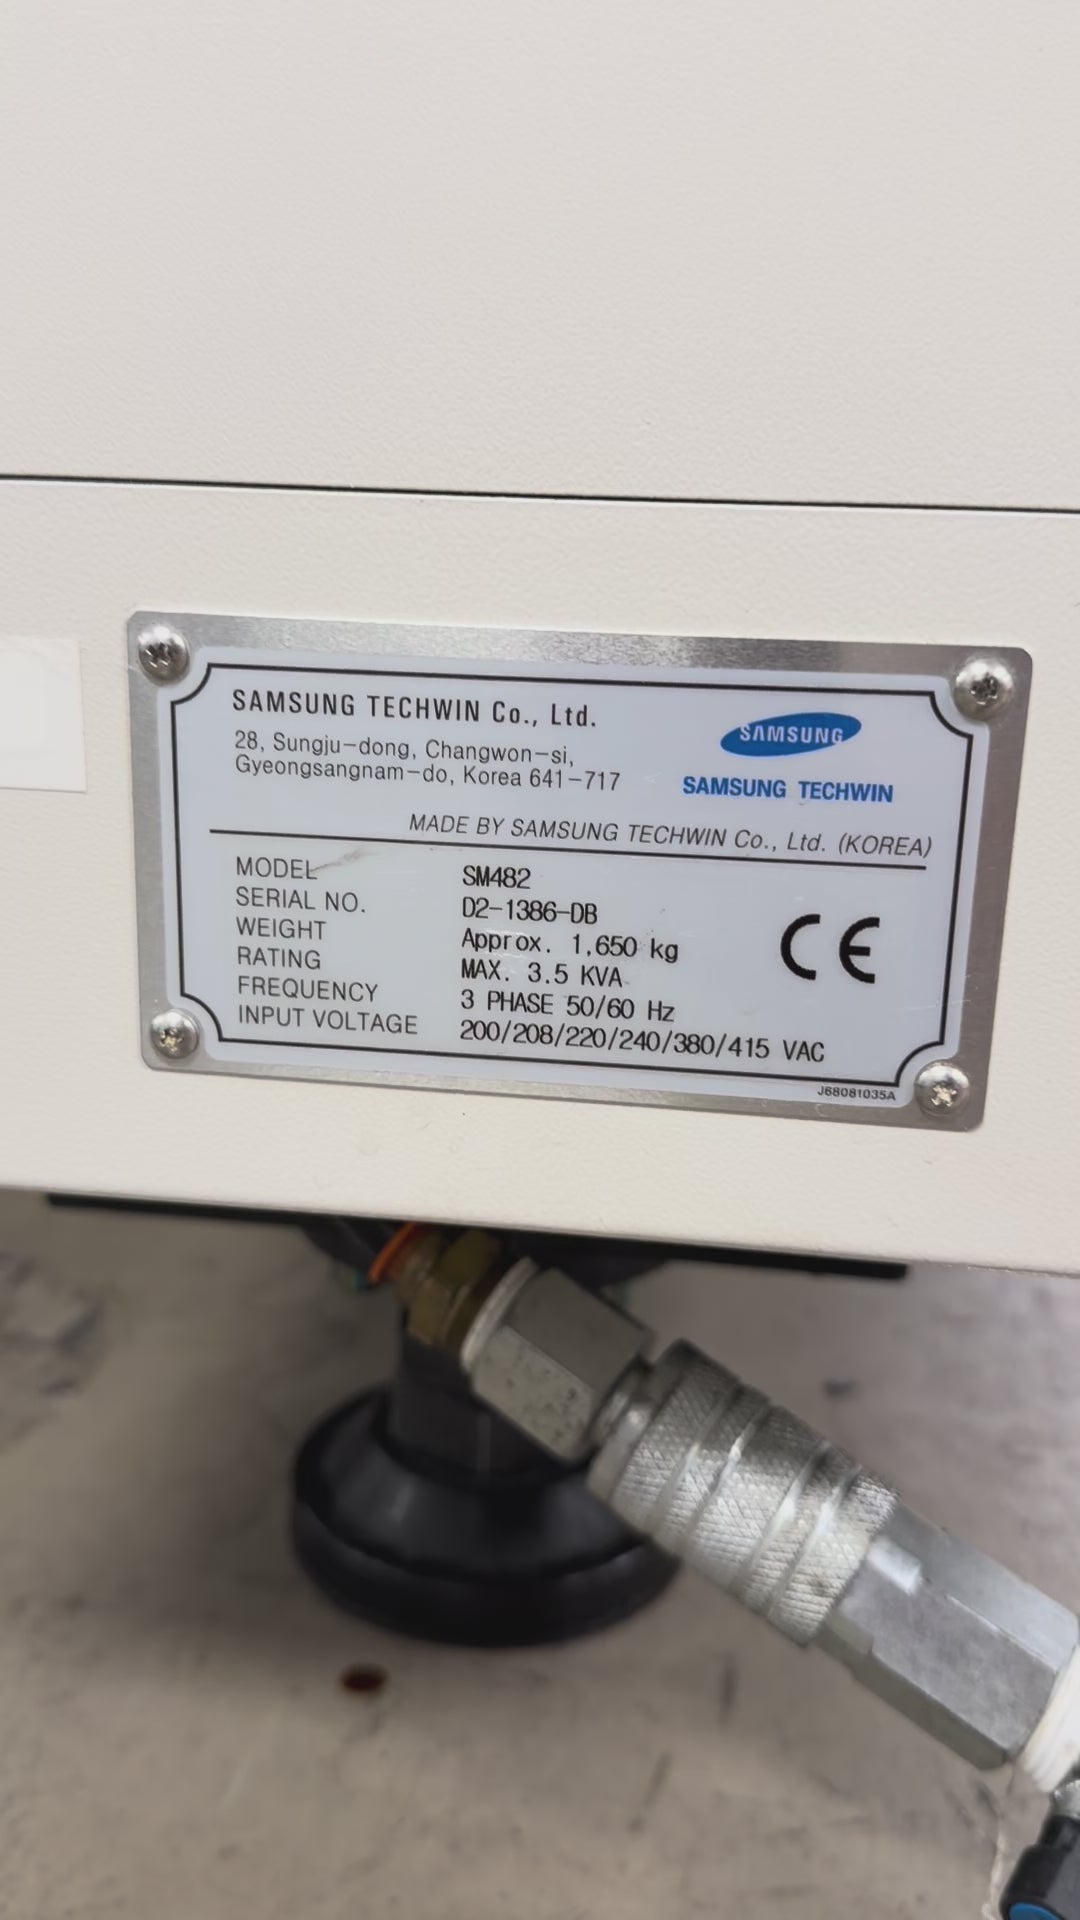 SAMSUNG TECHWIN Co., Ltd.
28, Sungju-dong, Changwon-si,
Gyeongsangnam-do, Korea 641-717
SAMSUNG
SAMSUNG TECHWIN
MADE BY SAMSUNG TECHWIN Co., Ltd. (KOREA)
MODEL SM482
SERIAL NO. D2-1386-DB
WEIGHT Approx. 1,650 kg
RATING MAX. 3.5 KVA
FREQUENCY 3 PHASE 50/60 Hz
INPUT VOLTAGE 200/208/220/240/380/415 VAC
CE
J68081035A